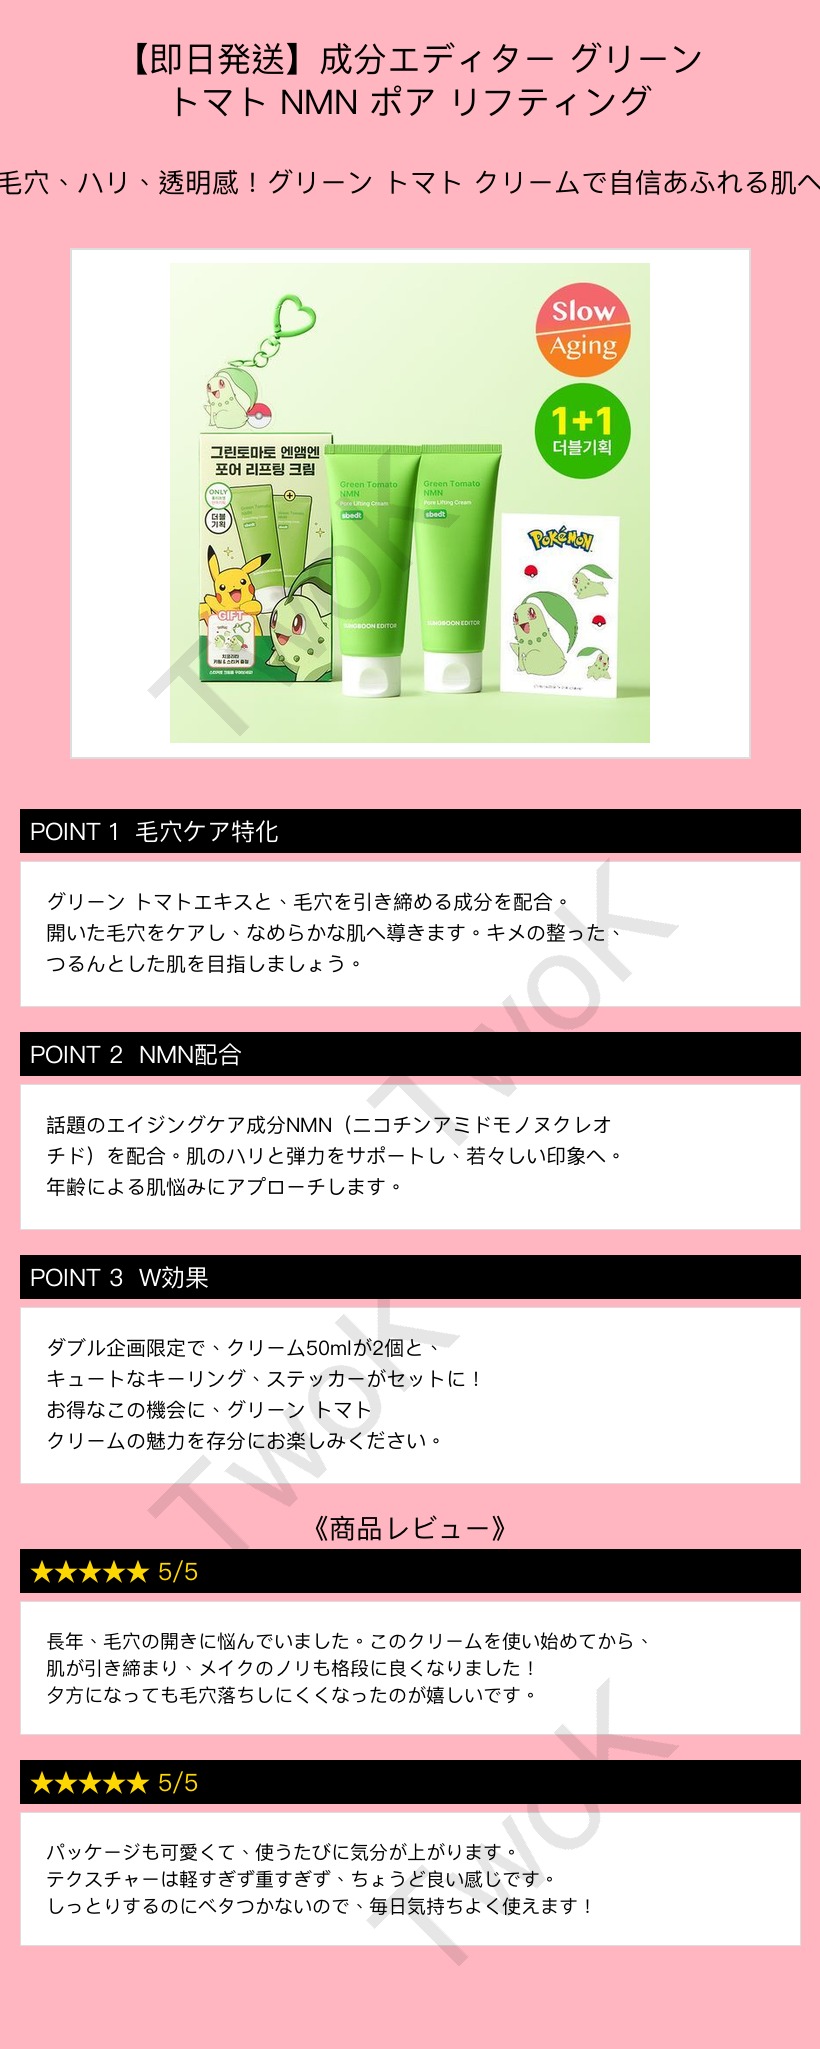 【即日発送】成分エディター グリーン
トマト NMN ポア リフティング
毛穴、ハリ、透明感！グリーン トマト クリームで自信あふれる肌へ
Slow
Aging
1+1
더블기획
그린토마토 엔앰엔
포어 리프팅 크림
ONLY
더블
기획
GIFT
Green Tomato
NMN
Pore Lifting Cream
sbedt
SUNGBOON EDITOR
Green Tomato
NMN
Pore Lifting Cream
sbedt
SUNGBOON EDITOR
POKéMON
POINT 1 毛穴ケア特化
グリーン トマトエキスと、毛穴を引き締める成分を配合。
開いた毛穴をケアし、なめらかな肌へ導きます。キメの整った、
つるんとした肌を目指しましょう。
POINT 2 NMN配合
話題のエイジングケア成分NMN（ニコチンアミドモノヌクレオ
チド）を配合。肌のハリと弾力をサポートし、若々しい印象へ。
年齢による肌悩みにアプローチします。
POINT 3 W効果
ダブル企画限定で、クリーム50mlが2個と、
キュートなキーリング、ステッカーがセットに！
お得なこの機会に、グリーン トマト
クリームの魅力を存分にお楽しみください。
《商品レビュー》
★★★★★ 5/5
長年、毛穴の開きに悩んでいました。このクリームを使い始めてから、
肌が引き締まり、メイクのノリも格段に良くなりました！
夕方になっても毛穴落ちしにくくなったのが嬉しいです。
★★★★★ 5/5
パッケージも可愛くて、使うたびに気分が上がります。
テクスチャーは軽すぎず重すぎず、ちょうど良い感じです。
しっとりするのにベタつかないので、毎日気持ちよく使えます！
TwoK
TwoK
TwoK
TwoK